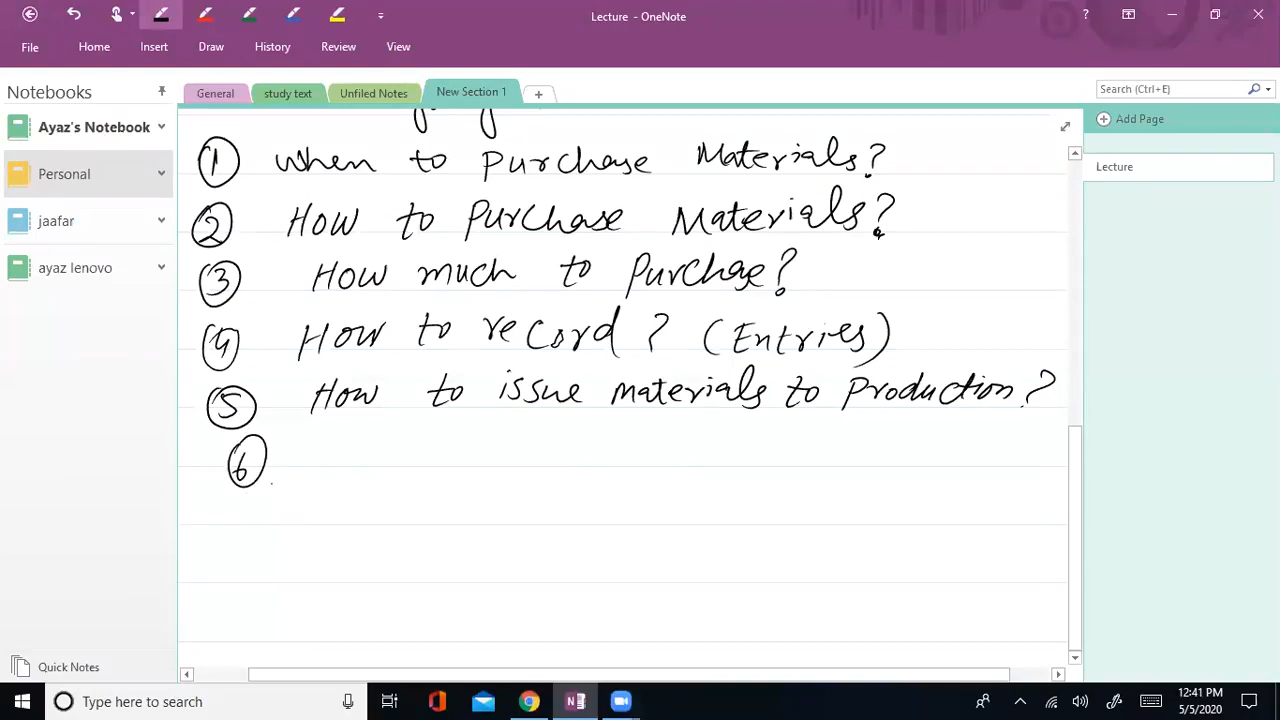 Lecture - OneNote
?
File
Home
Insert
Draw
History
Review
View
Notebooks
General
study text
Unfiled Notes
New Section 1
+
Search (Ctrl+E)
Ayaz's Notebook
Personal
jaafar
ayaz lenovo
Add Page
Lecture
① When to Purchase Materials?
② How to Purchase Materials?
③ How much to Purchase?
④ How to record? (Entries)
⑤ How to issue materials to Production?
⑥
Quick Notes
Type here to search
12:41 PM
5/5/2020